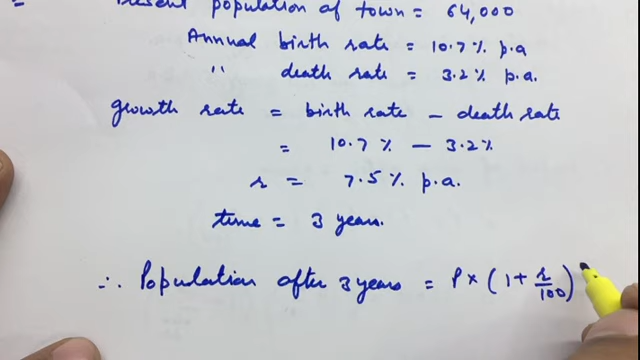 Present population of town = 64,000
Annual birth rate = 10.7 % p.a
" death rate = 3.2 % p.a.
growth rate = birth rate - death rate
= 10.7 % - 3.2 %
r = 7.5 % p.a.
time = 3 years.
∴ Population after 3 years = P × (1 + r/100)